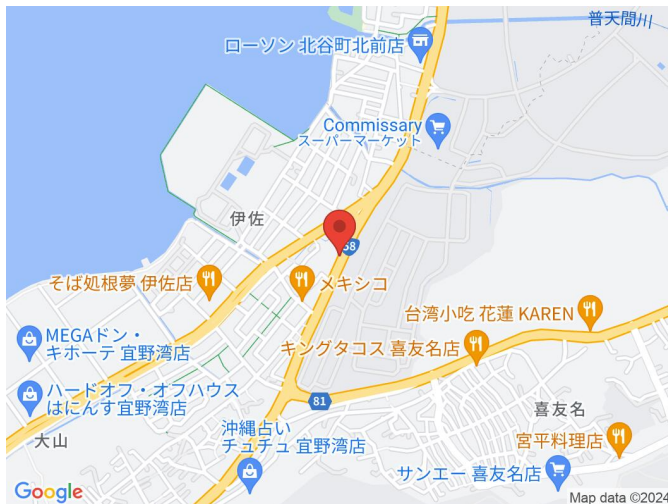 普天間川
ローソン 北谷町北前店
Commissary
スーパーマーケット
伊佐
58
そば処根夢 伊佐店
メキシコ
台湾小吃 花蓮 KAREN
MEGAドン・
キホーテ 宜野湾店
キングタコス 喜友名店
ハードオフ・オフハウス
はにんす宜野湾店
81
喜友名
大山
沖縄占い
チュチュ 宜野湾店
宮平料理店
サンエー 喜友名店
Google
Map data ©2024